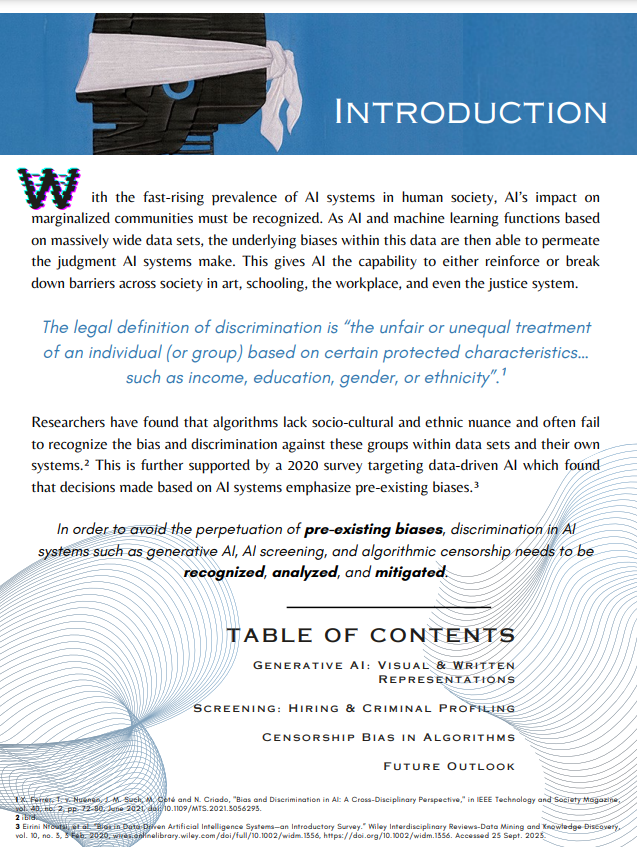 INTRODUCTION
With the fast-rising prevalence of AI systems in human society, AI's impact on
marginalized communities must be recognized. As AI and machine learning functions based
on massively wide data sets, the underlying biases within this data are then able to permeate
the judgment AI systems make. This gives AI the capability to either reinforce or break
down barriers across society in art, schooling, the workplace, and even the justice system.
The legal definition of discrimination is “the unfair or unequal treatment
of an individual (or group) based on certain protected characteristics...
such as income, education, gender, or ethnicity”.¹
Researchers have found that algorithms lack socio-cultural and ethnic nuance and often fail
to recognize the bias and discrimination against these groups within data sets and their own
systems.² This is further supported by a 2020 survey targeting data-driven AI which found
that decisions made based on AI systems emphasize pre-existing biases.³
In order to avoid the perpetuation of pre-existing biases, discrimination in AI
systems such as generative AI, AI screening, and algorithmic censorship needs to be
recognized, analyzed, and mitigated.
TABLE OF CONTENTS
GENERATIVE AI: VISUAL & WRITTEN
REPRESENTATIONS
SCREENING: HIRING & CRIMINAL PROFILING
CENSORSHIP BIAS IN ALGORITHMS
FUTURE OUTLOOK
1 X. Ferrer, T. v. Nuenen, J. M. Such, M. Coté and N. Criado, "Bias and Discrimination in AI: A Cross-Disciplinary Perspective," in IEEE Technology and Society Magazine,
vol. 40, no. 2, pp. 72-80, June 2021, doi: 10.1109/MTS.2021.3056293.
2 ibid.
3 Eirini Ntoutsi, et al. "Bias in Data-Driven Artificial Intelligence Systems—an Introductory Survey." Wiley Interdisciplinary Reviews-Data Mining and Knowledge Discovery,
vol. 10, no. 3, 3 Feb. 2020, wires.onlinelibrary.wiley.com/doi/full/10.1002/widm.1356, https://doi.org/10.1002/widm.1356. Accessed 25 Sept. 2023.